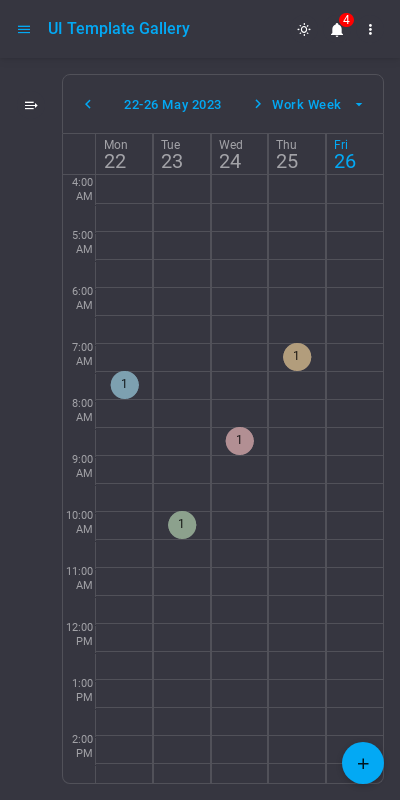 UI Template Gallery
4
22-26 May 2023
Work Week
Mon
22
Tue
23
Wed
24
Thu
25
Fri
26
4:00
AM
5:00
AM
6:00
AM
7:00
AM
1
1
8:00
AM
1
9:00
AM
10:00
AM
1
11:00
AM
12:00
PM
1:00
PM
2:00
PM
+